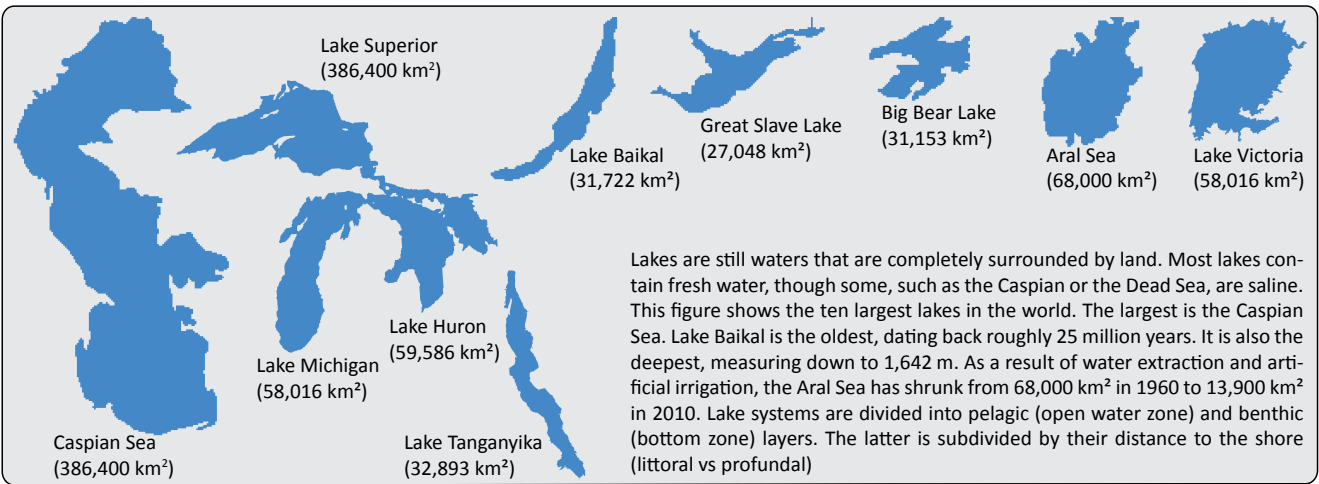 Lake Superior
(386,400 km²)
Lake Baikal
(31,722 km²)
Great Slave Lake
(27,048 km²)
Big Bear Lake
(31,153 km²)
Aral Sea
(68,000 km²)
Lake Victoria
(58,016 km²)
Lake Huron
(59,586 km²)
Lake Michigan
(58,016 km²)
Caspian Sea
(386,400 km²)
Lake Tanganyika
(32,893 km²)
Lakes are still waters that are completely surrounded by land. Most lakes con-
tain fresh water, though some, such as the Caspian or the Dead Sea, are saline.
This figure shows the ten largest lakes in the world. The largest is the Caspian
Sea. Lake Baikal is the oldest, dating back roughly 25 million years. It is also the
deepest, measuring down to 1,642 m. As a result of water extraction and arti-
ficial irrigation, the Aral Sea has shrunk from 68,000 km² in 1960 to 13,900 km²
in 2010. Lake systems are divided into pelagic (open water zone) and benthic
(bottom zone) layers. The latter is subdivided by their distance to the shore
(littoral vs profundal)